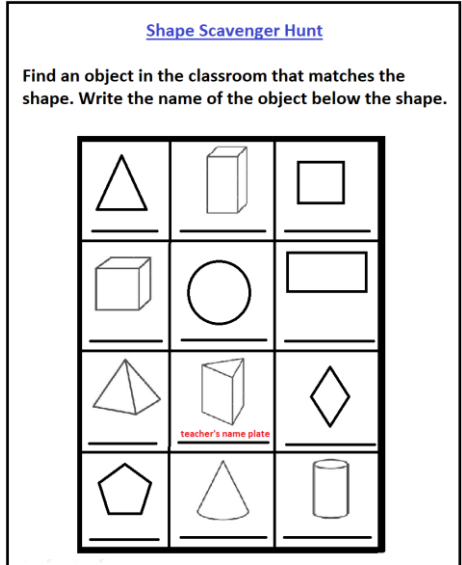 Shape Scavenger Hunt
Find an object in the classroom that matches the
shape. Write the name of the object below the shape.
teacher's name plate